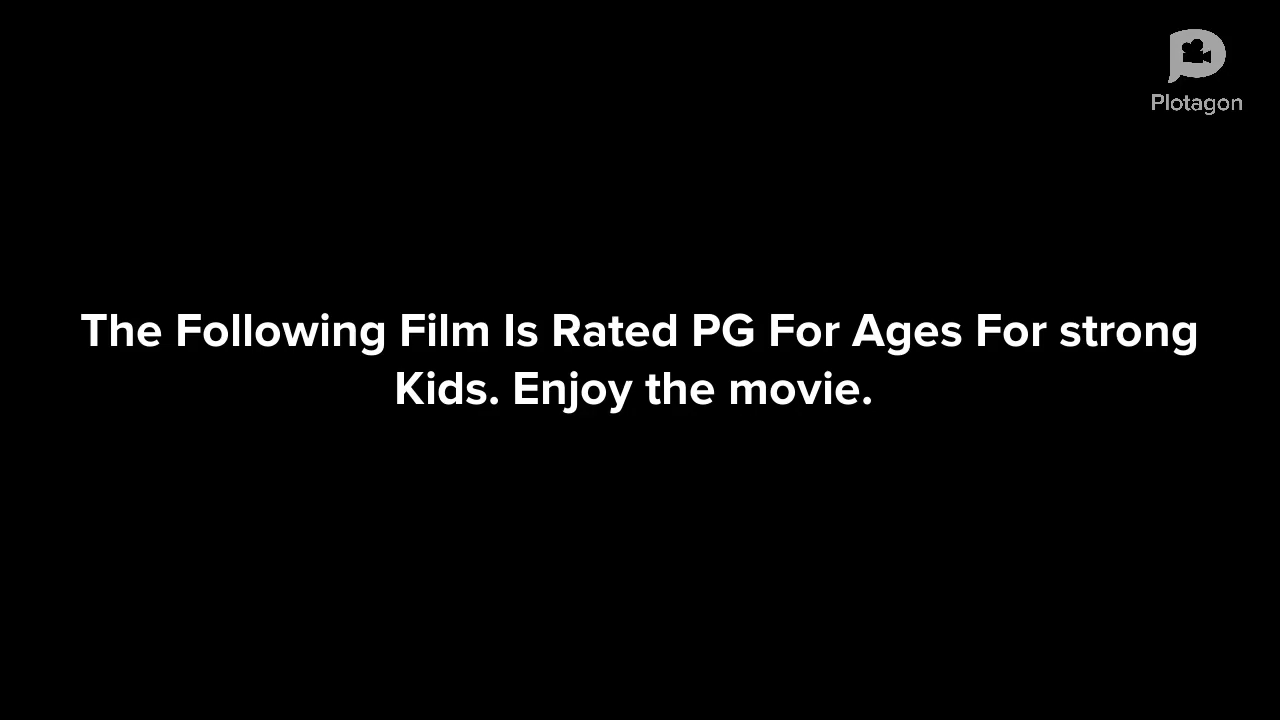 Plotagon
The Following Film Is Rated PG For Ages For strong
Kids. Enjoy the movie.